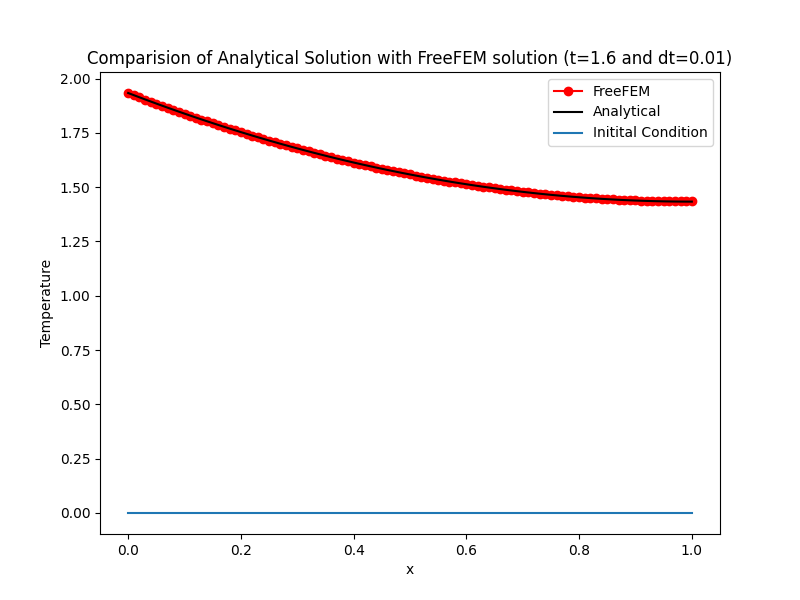 Comparision of Analytical Solution with FreeFEM solution (t=1.6 and dt=0.01)
FreeFEM
Analytical
Initital Condition
Temperature
2.00
1.75
1.50
1.25
1.00
0.75
0.50
0.25
0.00
0.0 0.2 0.4 0.6 0.8 1.0
x